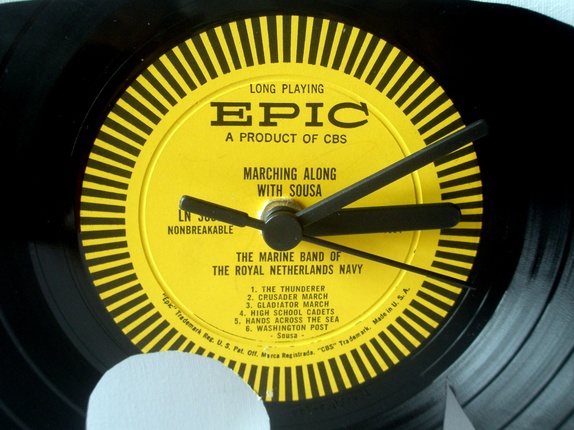 LONG PLAYING
EPIC
A PRODUCT OF CBS
MARCHING ALONG
WITH SOUSA
LN
NONBREAKABLE
THE MARINE BAND OF
THE ROYAL NETHERLANDS NAVY
1. THE THUNDERER
2. CRUSADER MARCH
3. GLADIATOR MARCH
4. HIGH SCHOOL CADETS
5. HANDS ACROSS THE SEA
6. WASHINGTON POST
- Sousa -
"Epic" Trademark Reg. U. S. Pat. Off. Marca Registrada. "CBS" Trademark. Made in U. S. A.